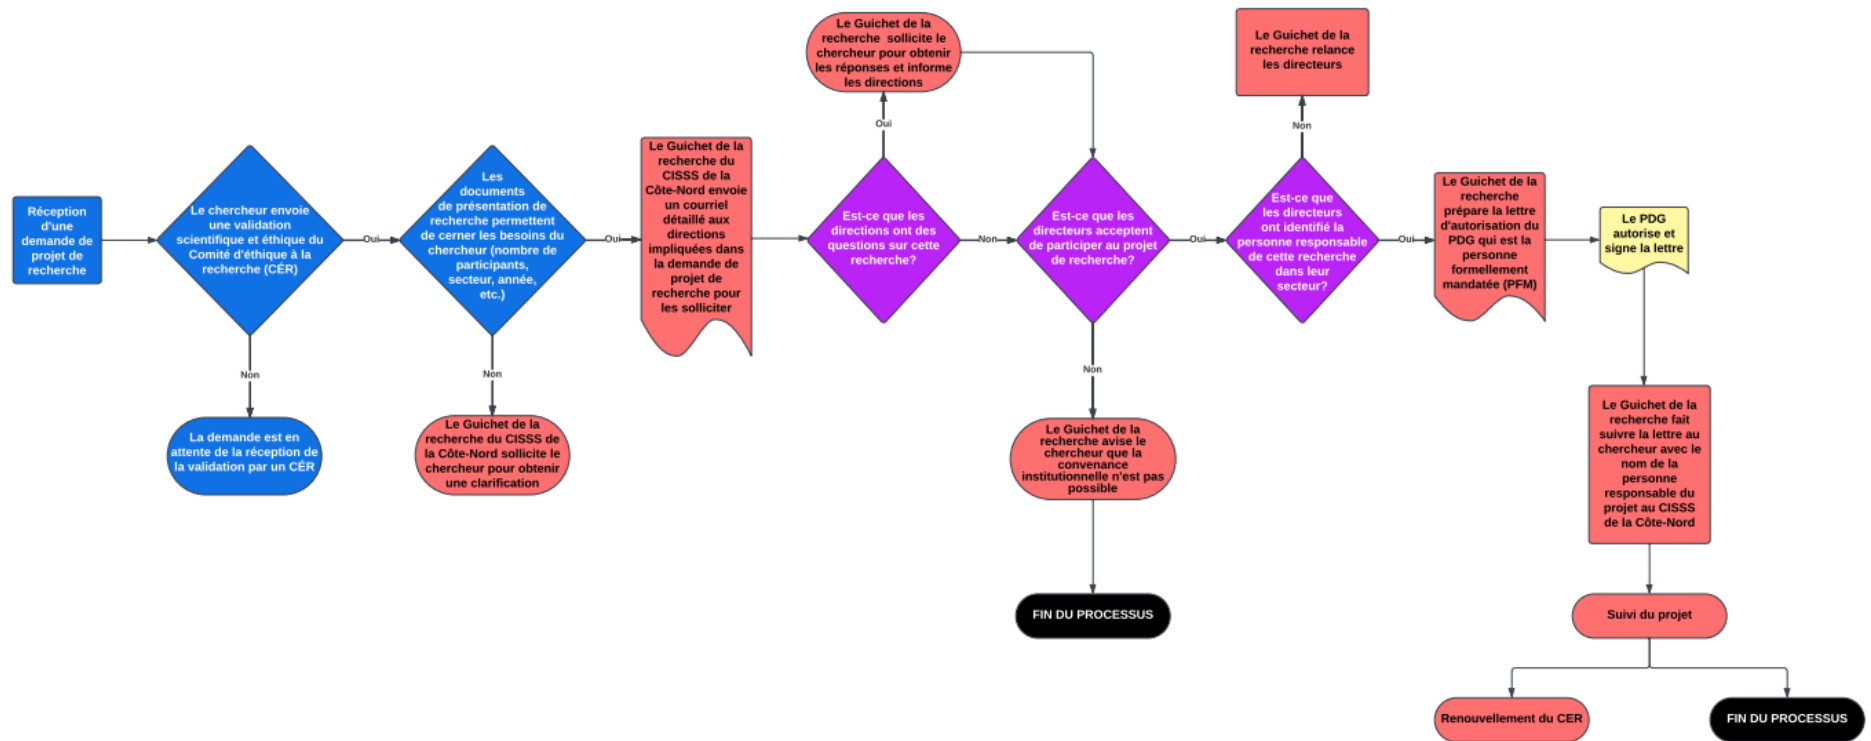 Réception
d'une
demande de
projet de
recherche
Le chercheur envoie
une validation
scientifique et éthique du
Comité d'éthique à la
recherche (CÉR)
Oui
Non
La demande est en
attente de la réception de
la validation par un CÉR
Les
documents
de présentation de
recherche permettent
de cerner les besoins du
chercheur (nombre de
participants,
secteur, année,
etc.)
Oui
Non
Le Guichet de la
recherche du CISSS de
la Côte-Nord sollicite le
chercheur pour obtenir
une clarification
Le Guichet de la
recherche du
CISSS de la
Côte-Nord envoie
un courriel
détaillé aux
directions
impliquées dans
la demande de
projet de
recherche pour
les solliciter
Est-ce que les
directions ont des
questions sur cette
recherche?
Oui
Le Guichet de la
recherche sollicite le
chercheur pour obtenir
les réponses et informe
les directions
Non
Est-ce que les
directeurs acceptent
de participer au projet
de recherche?
Non
Le Guichet de la
recherche avise le
chercheur que la
convenance
institutionnelle n'est pas
possible
FIN DU PROCESSUS
Oui
Est-ce que
les directeurs
ont identifié la
personne responsable
de cette recherche
dans leur
secteur?
Non
Le Guichet de la
recherche relance
les directeurs
Oui
Le Guichet de la
recherche
prépare la lettre
d'autorisation du
PDG qui est la
personne
formellement
mandatée (PFM)
Le PDG
autorise et
signe la lettre
Le Guichet de la
recherche fait
suivre la lettre au
chercheur avec le
nom de la
personne
responsable du
projet au CISSS
de la Côte-Nord
Suivi du projet
Renouvellement du CER
FIN DU PROCESSUS